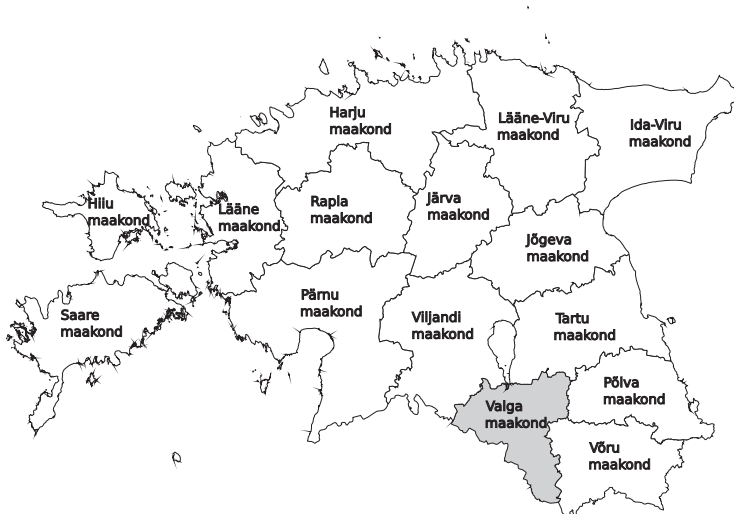 Harju
maakond
Lääne-Viru
maakond
Ida-Viru
maakond
Hiiu
maakond
Lääne
maakond
Rapla
maakond
Järva
maakond
Jõgeva
maakond
Saare
maakond
Pärnu
maakond
Viljandi
maakond
Tartu
maakond
Valga
maakond
Põlva
maakond
Võru
maakond